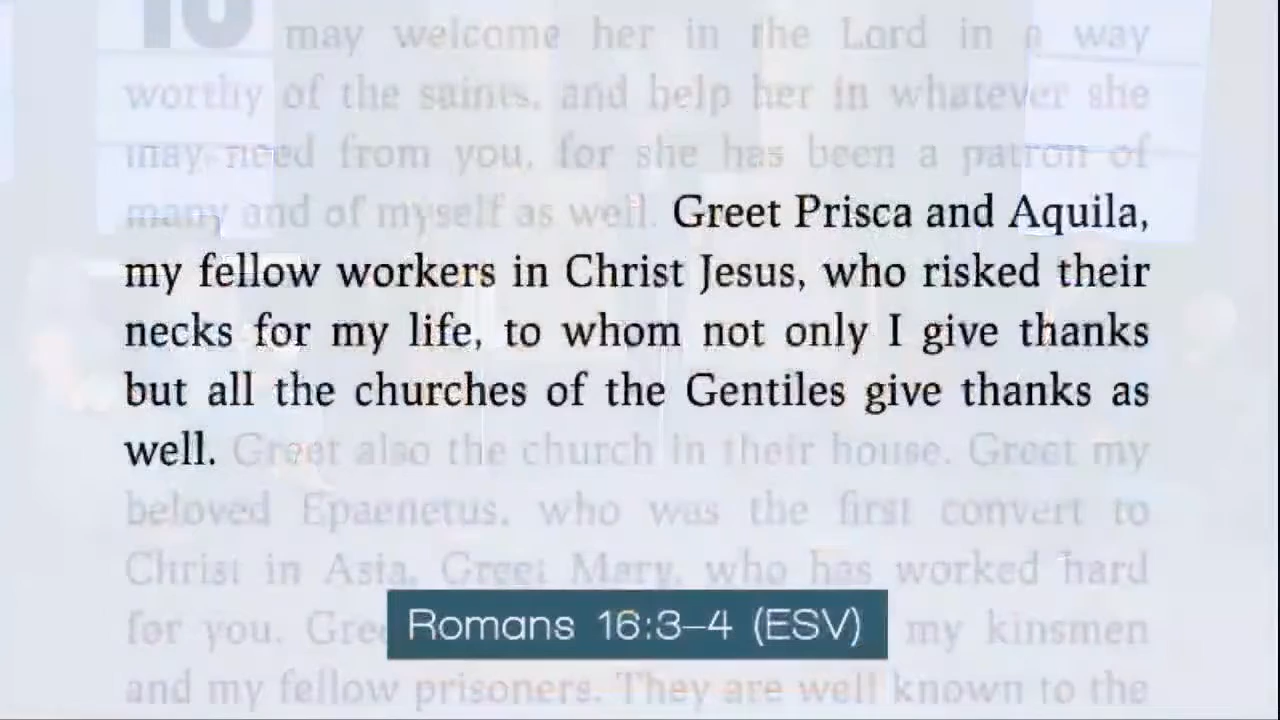 16 may welcome her in the Lord in a way
worthy of the saints, and help her in whatever she
may need from you, for she has been a patron of
many and of myself as well. Greet Prisca and Aquila,
my fellow workers in Christ Jesus, who risked their
necks for my life, to whom not only I give thanks
but all the churches of the Gentiles give thanks as
well. Greet also the church in their house. Greet my
beloved Epaenetus, who was the first convert to
Christ in Asia. Greet Mary, who has worked hard
for you. Gree my kinsmen
Romans 16:3–4 (ESV)
and my fellow prisoners. They are well known to the